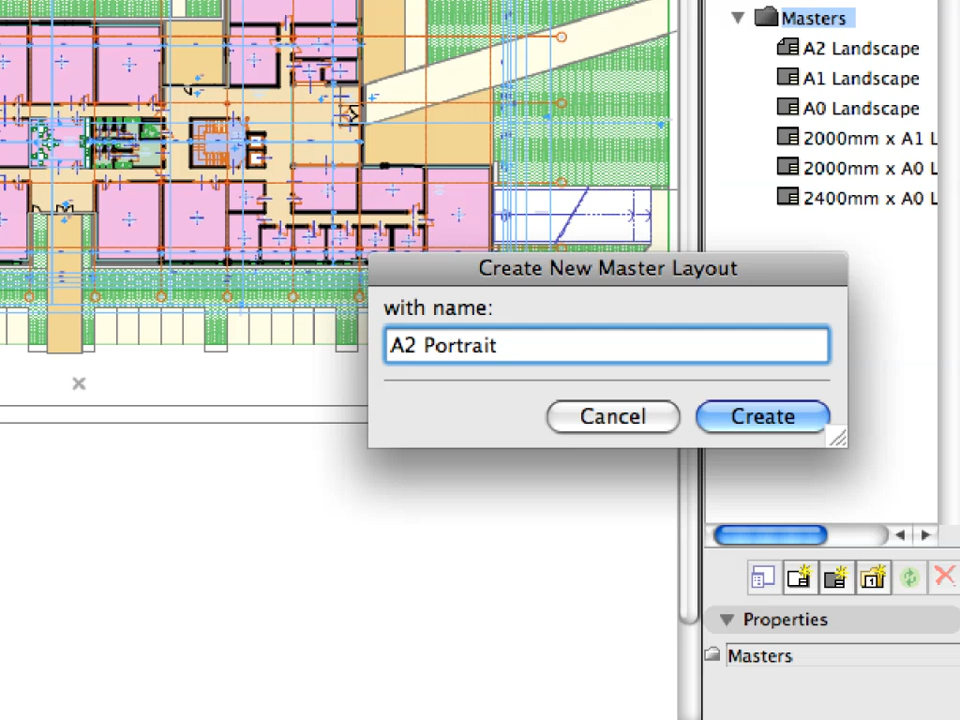 Masters
A2 Landscape
A1 Landscape
A0 Landscape
2000mm x A1 L
2000mm x A0 L
2400mm x A0 L
Create New Master Layout
with name:
A2 Portrait
Cancel
Create
Properties
Masters